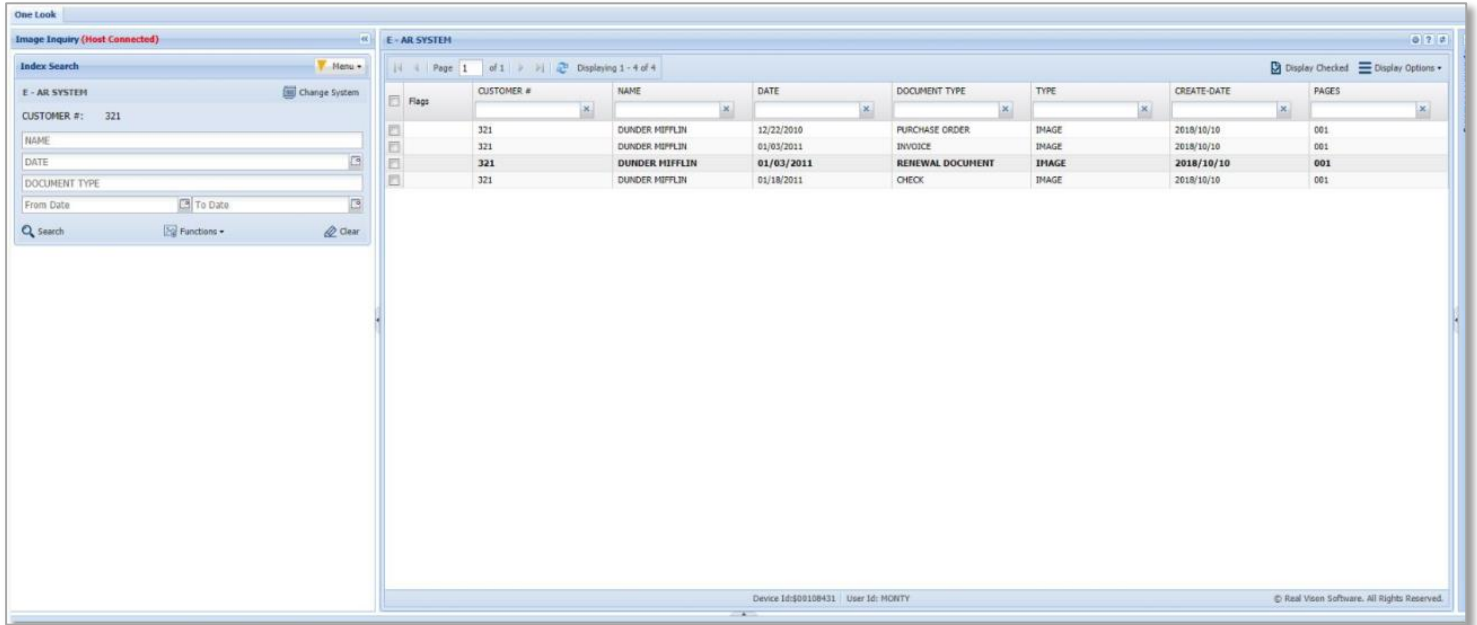 One Look
Image Inquiry (Host Connected)
Index Search Menu
E - AR SYSTEM Change System
CUSTOMER #: 321
NAME
DATE
DOCUMENT TYPE
From Date To Date
Search Functions Clear
E - AR SYSTEM
Page 1 of 1 Displaying 1 - 4 of 4 Display Checked Display Options
Flags CUSTOMER # NAME DATE DOCUMENT TYPE TYPE CREATE-DATE PAGES
321 DUNDER MIFFLIN 12/22/2010 PURCHASE ORDER IMAGE 2018/10/10 001
321 DUNDER MIFFLIN 01/03/2011 INVOICE IMAGE 2018/10/10 001
321 DUNDER MIFFLIN 01/03/2011 RENEWAL DOCUMENT IMAGE 2018/10/10 001
321 DUNDER MIFFLIN 01/18/2011 CHECK IMAGE 2018/10/10 001
Device Id:$00108431 User Id: MONTY © Real Vison Software. All Rights Reserved.